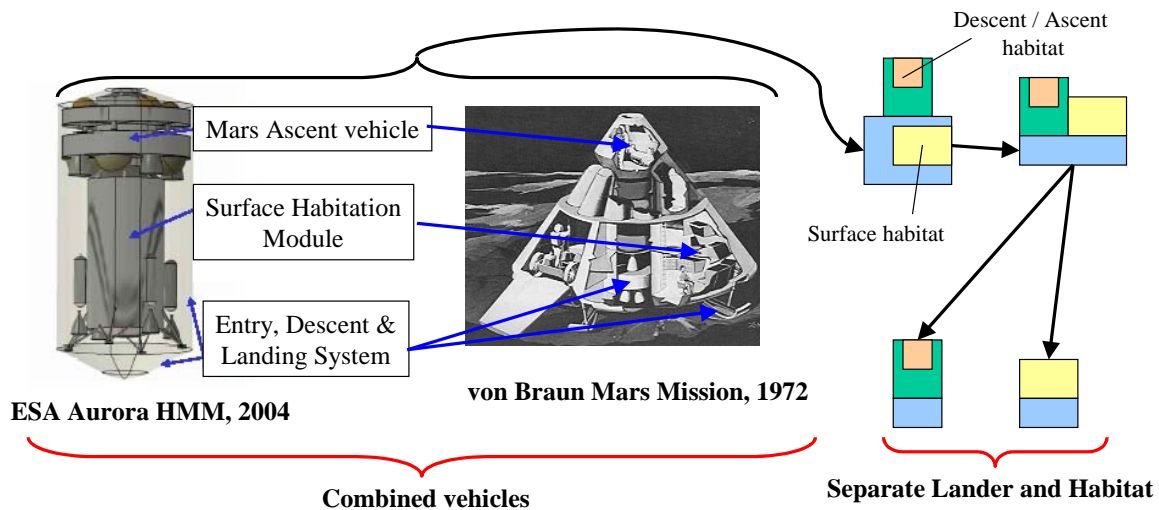 Descent / Ascent
habitat
Mars Ascent vehicle
Surface Habitation
Module
Surface habitat
Entry, Descent &
Landing System
ESA Aurora HMM, 2004
von Braun Mars Mission, 1972
Combined vehicles
Separate Lander and Habitat